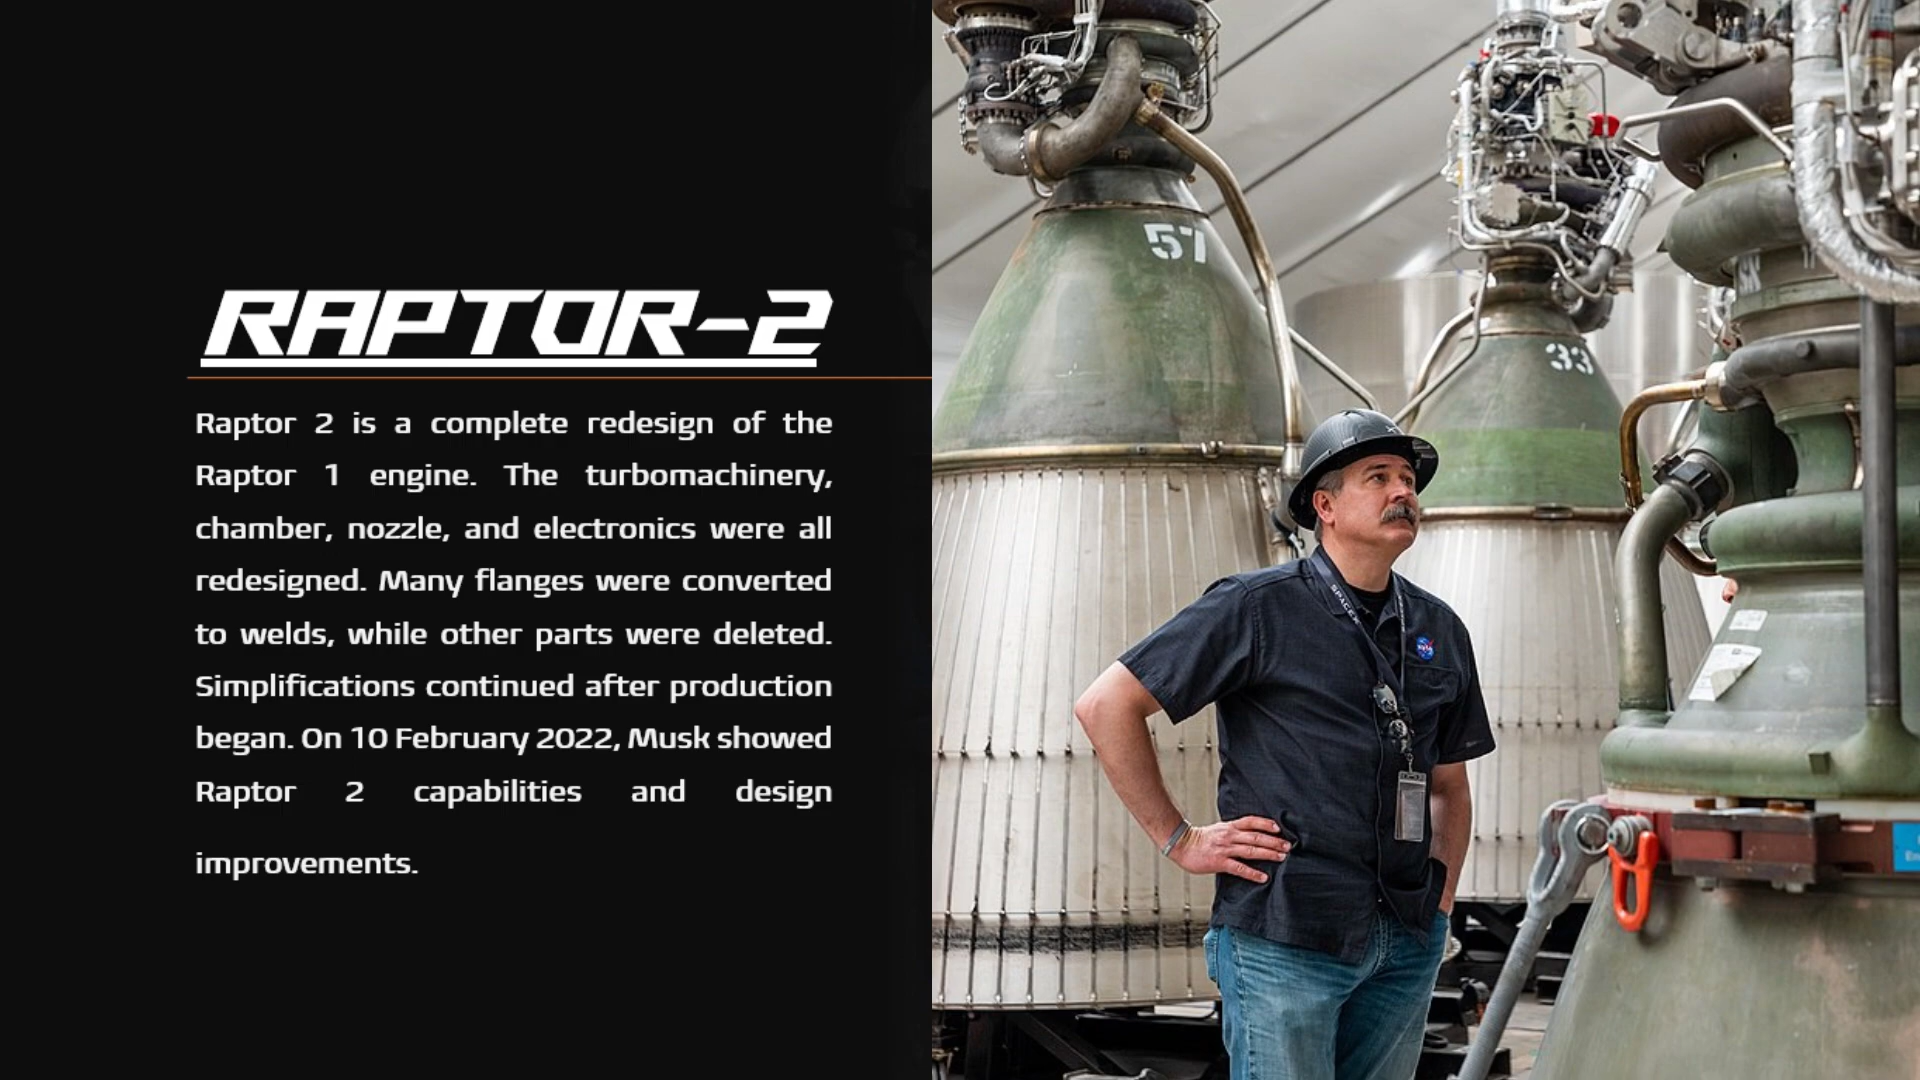 RAPTOR-2
Raptor 2 is a complete redesign of the
Raptor 1 engine. The turbomachinery,
chamber, nozzle, and electronics were all
redesigned. Many flanges were converted
to welds, while other parts were deleted.
Simplifications continued after production
began. On 10 February 2022, Musk showed
Raptor 2 capabilities and design
improvements.
57
33
SPACEX
NASA